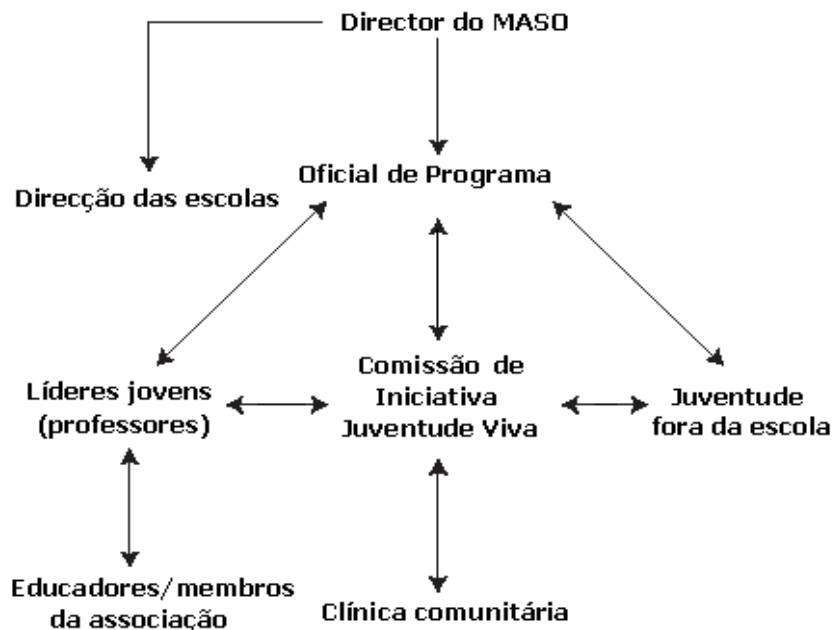 Director do MASO
Oficial de Programa
Direcção das escolas
Líderes jovens
(professores)
Comissão de
Iniciativa
Juventude Viva
Juventude
fora da escola
Educadores/membros
da associação
Clínica comunitária